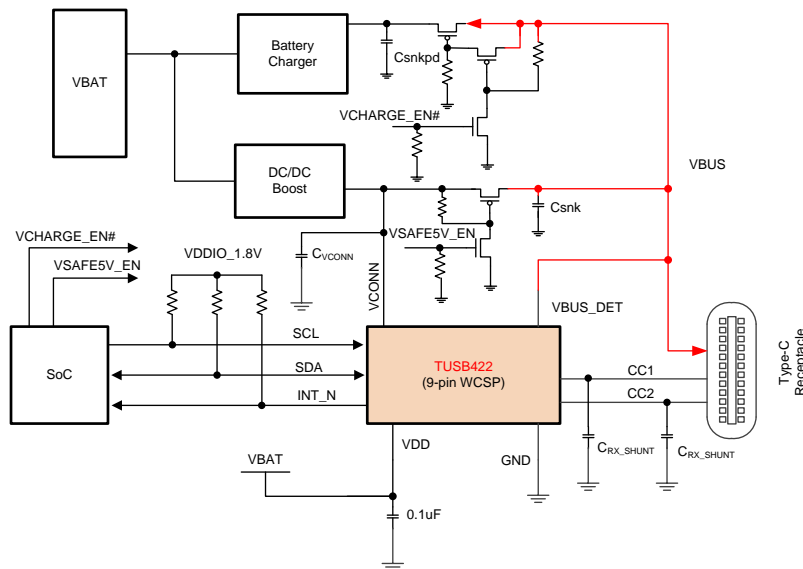 Battery
Charger
Csnkpd
VBAT
VCHARGE_EN#
VBUS
DC/DC
Boost
Csnk
VSAFE5V_EN
VCHARGE_EN#
VDDIO_1.8V
VSAFE5V_EN
CVCONN
VCONN
VBUS_DET
SCL
TUSB422
(9-pin WCSP)
SDA
SoC
INT_N
CC1
CC2
Type-C
Receptacle
VDD
GND
CRX_SHUNT
CRX_SHUNT
VBAT
0.1uF